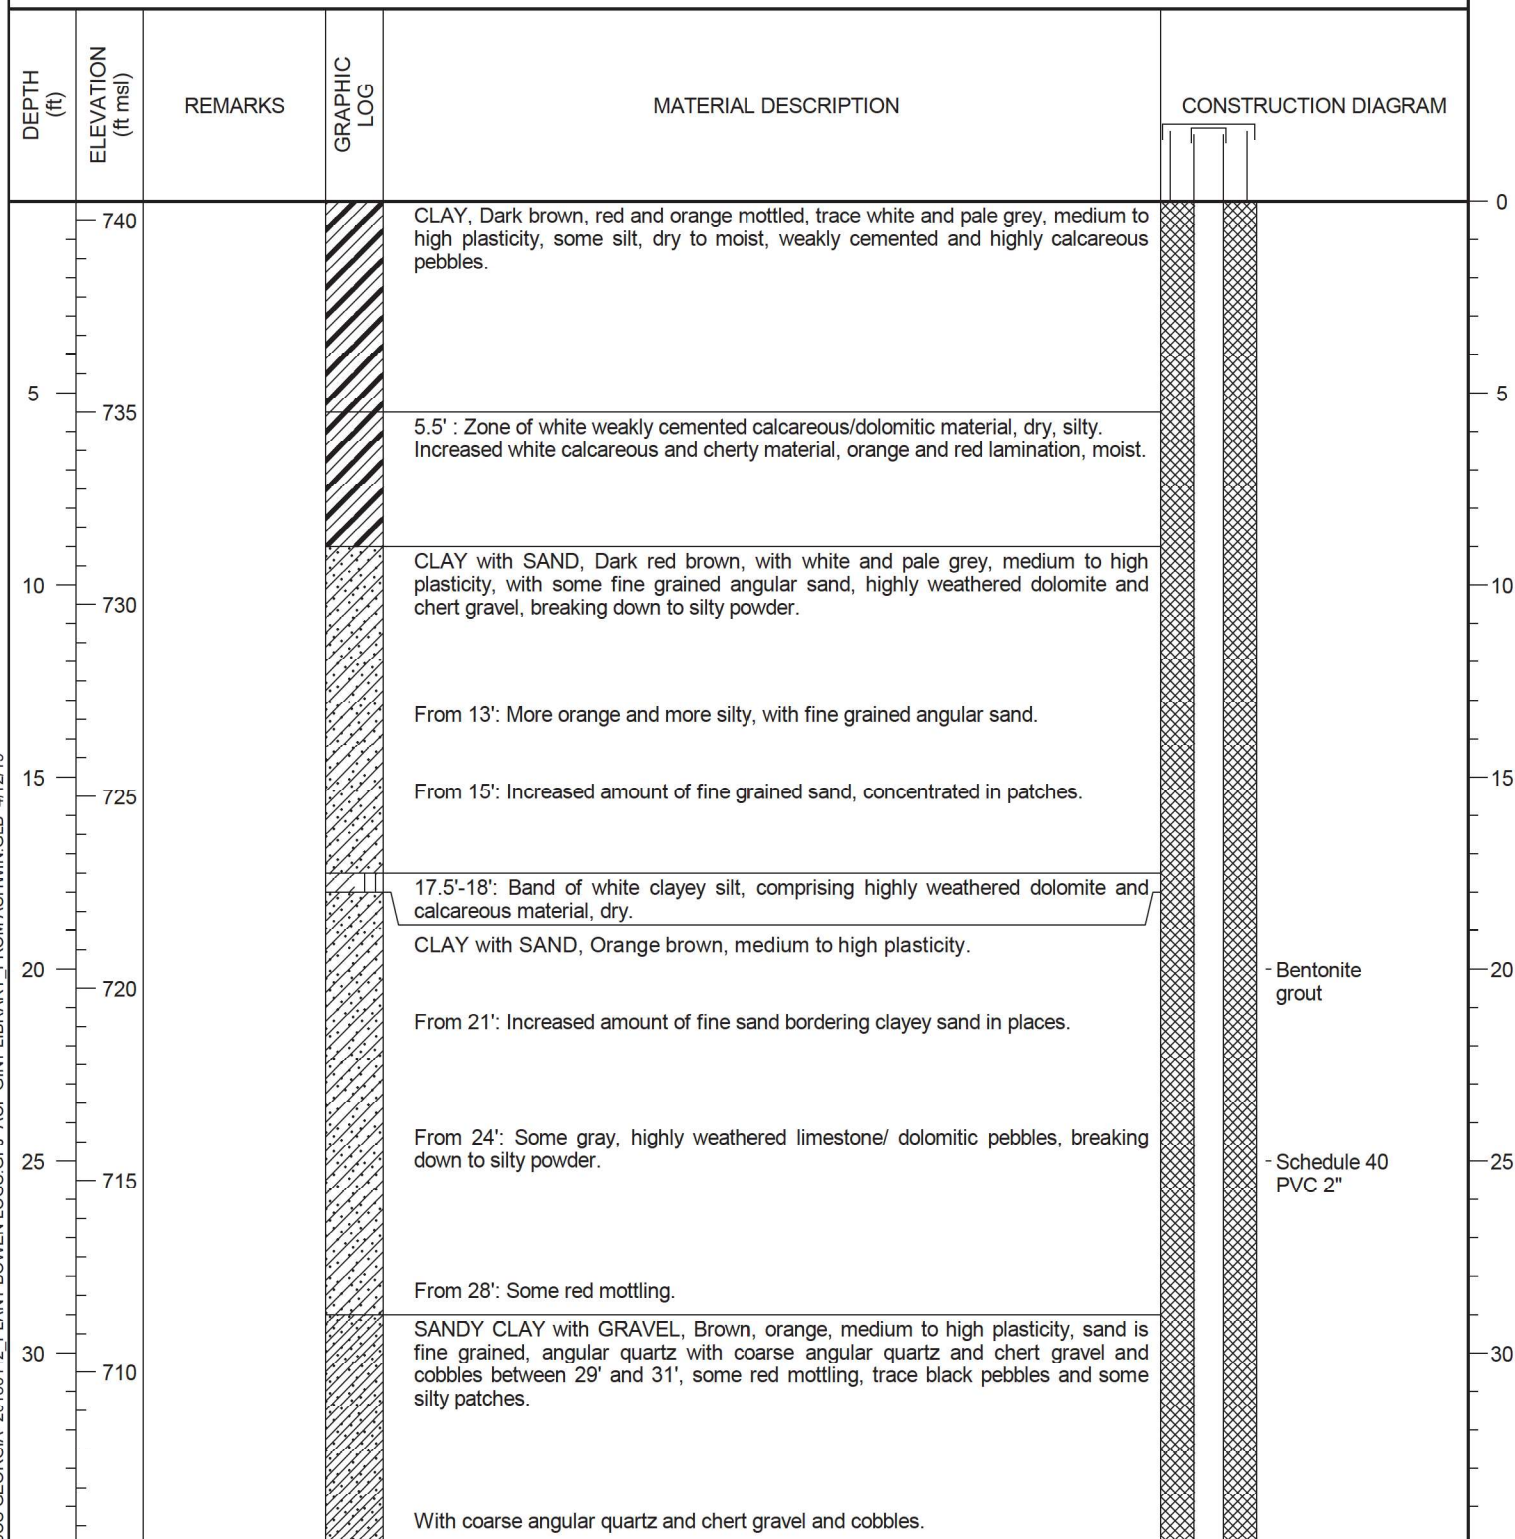 DEPTH
(ft)
ELEVATION
(ft msl)
REMARKS
GRAPHIC
LOG
MATERIAL DESCRIPTION
CONSTRUCTION DIAGRAM
0
740
CLAY, Dark brown, red and orange mottled, trace white and pale grey, medium to
high plasticity, some silt, dry to moist, weakly cemented and highly calcareous
pebbles.
5
5
735
5.5' : Zone of white weakly cemented calcareous/dolomitic material, dry, silty.
Increased white calcareous and cherty material, orange and red lamination, moist.
CLAY with SAND, Dark red brown, with white and pale grey, medium to high
plasticity, with some fine grained angular sand, highly weathered dolomite and
chert gravel, breaking down to silty powder.
10
10
730
From 13': More orange and more silty, with fine grained angular sand.
15
15
From 15': Increased amount of fine grained sand, concentrated in patches.
725
17.5'-18': Band of white clayey silt, comprising highly weathered dolomite and
calcareous material, dry.
CLAY with SAND, Orange brown, medium to high plasticity.
20
20
Bentonite
grout
720
From 21': Increased amount of fine sand bordering clayey sand in places.
From 24': Some gray, highly weathered limestone/ dolomitic pebbles, breaking
down to silty powder.
25
25
Schedule 40
PVC 2"
715
From 28': Some red mottling.
SANDY CLAY with GRAVEL, Brown, orange, medium to high plasticity, sand is
fine grained, angular quartz with coarse angular quartz and chert gravel and
cobbles between 29' and 31', some red mottling, trace black pebbles and some
silty patches.
30
30
710
With coarse angular quartz and chert gravel and cobbles.